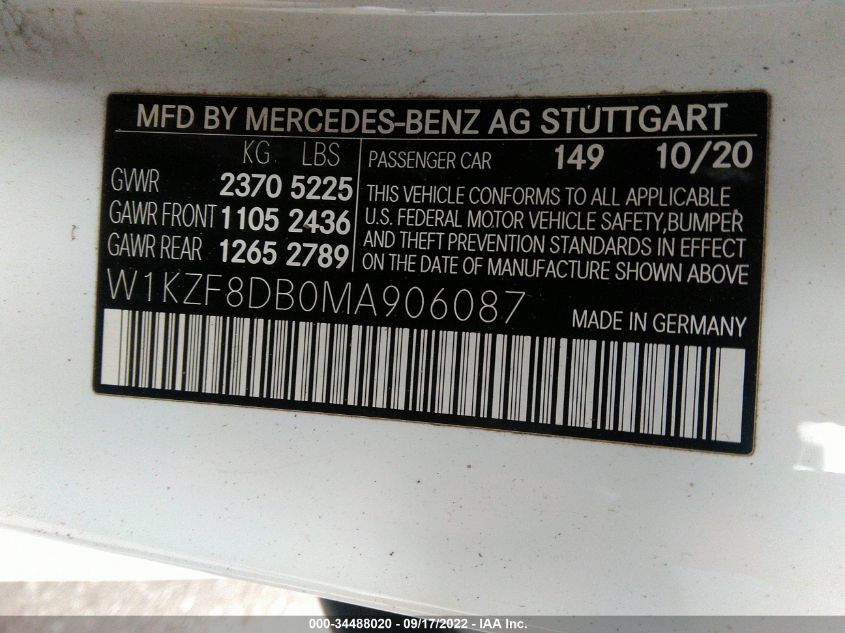 MFD BY MERCEDES-BENZ AG STUTTGART
KG LBS
GVWR 2370 5225
GAWR FRONT 1105 2436
GAWR REAR 1265 2789
PASSENGER CAR 149 10/20
THIS VEHICLE CONFORMS TO ALL APPLICABLE
U.S. FEDERAL MOTOR VEHICLE SAFETY, BUMPER
AND THEFT PREVENTION STANDARDS IN EFFECT
ON THE DATE OF MANUFACTURE SHOWN ABOVE
W1KZF8DB0MA906087
MADE IN GERMANY
000-34488020 - 09/17/2022 - IAA Inc.